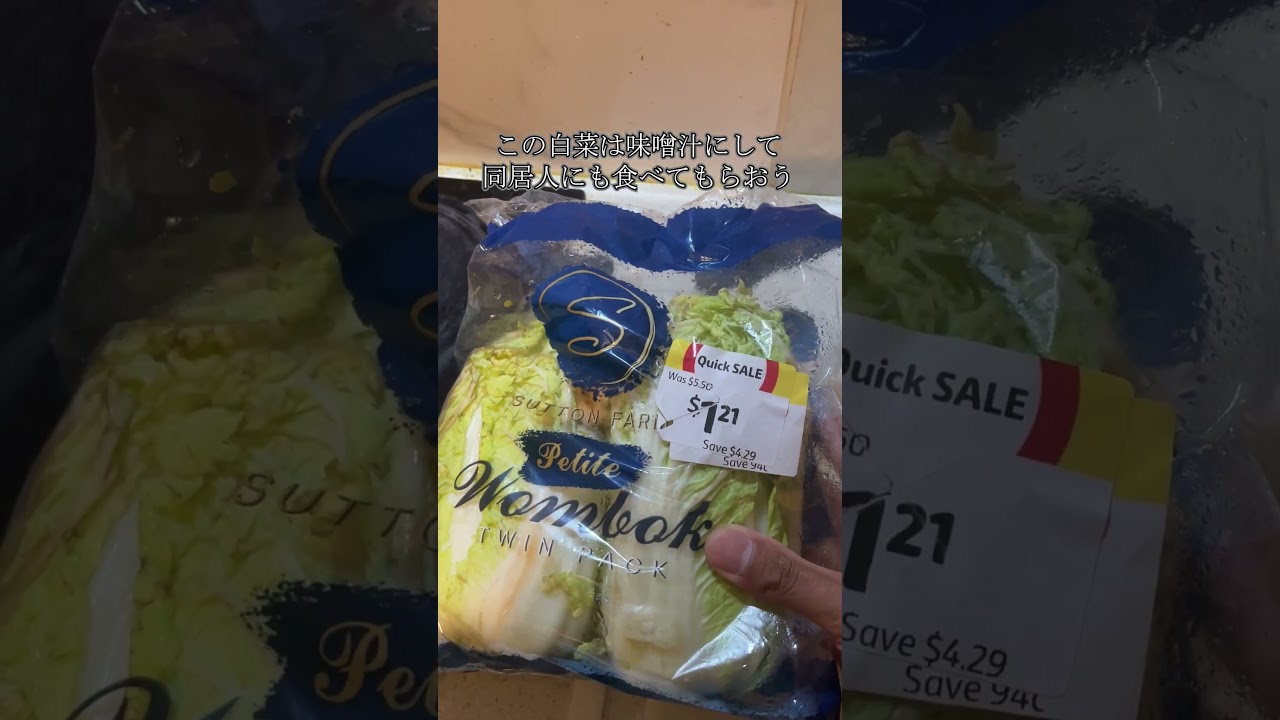 この白菜は味噌汁にして
同居人にも食べてもらおう
S
SUTTON FARM
Petite
Wombok
TWIN PACK
Quick SALE
Was $5.50
$1.21
Save $4.29
Save 94c